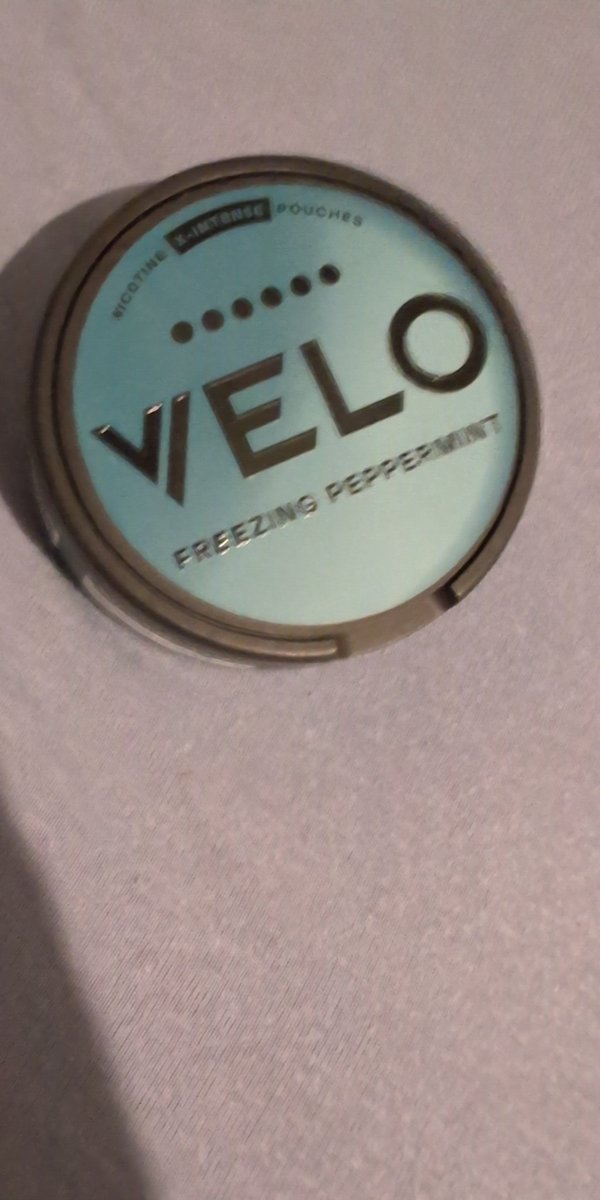 NICOTINE X-INTENSE POUCHES
VELO
FREEZING PEPPERMINT